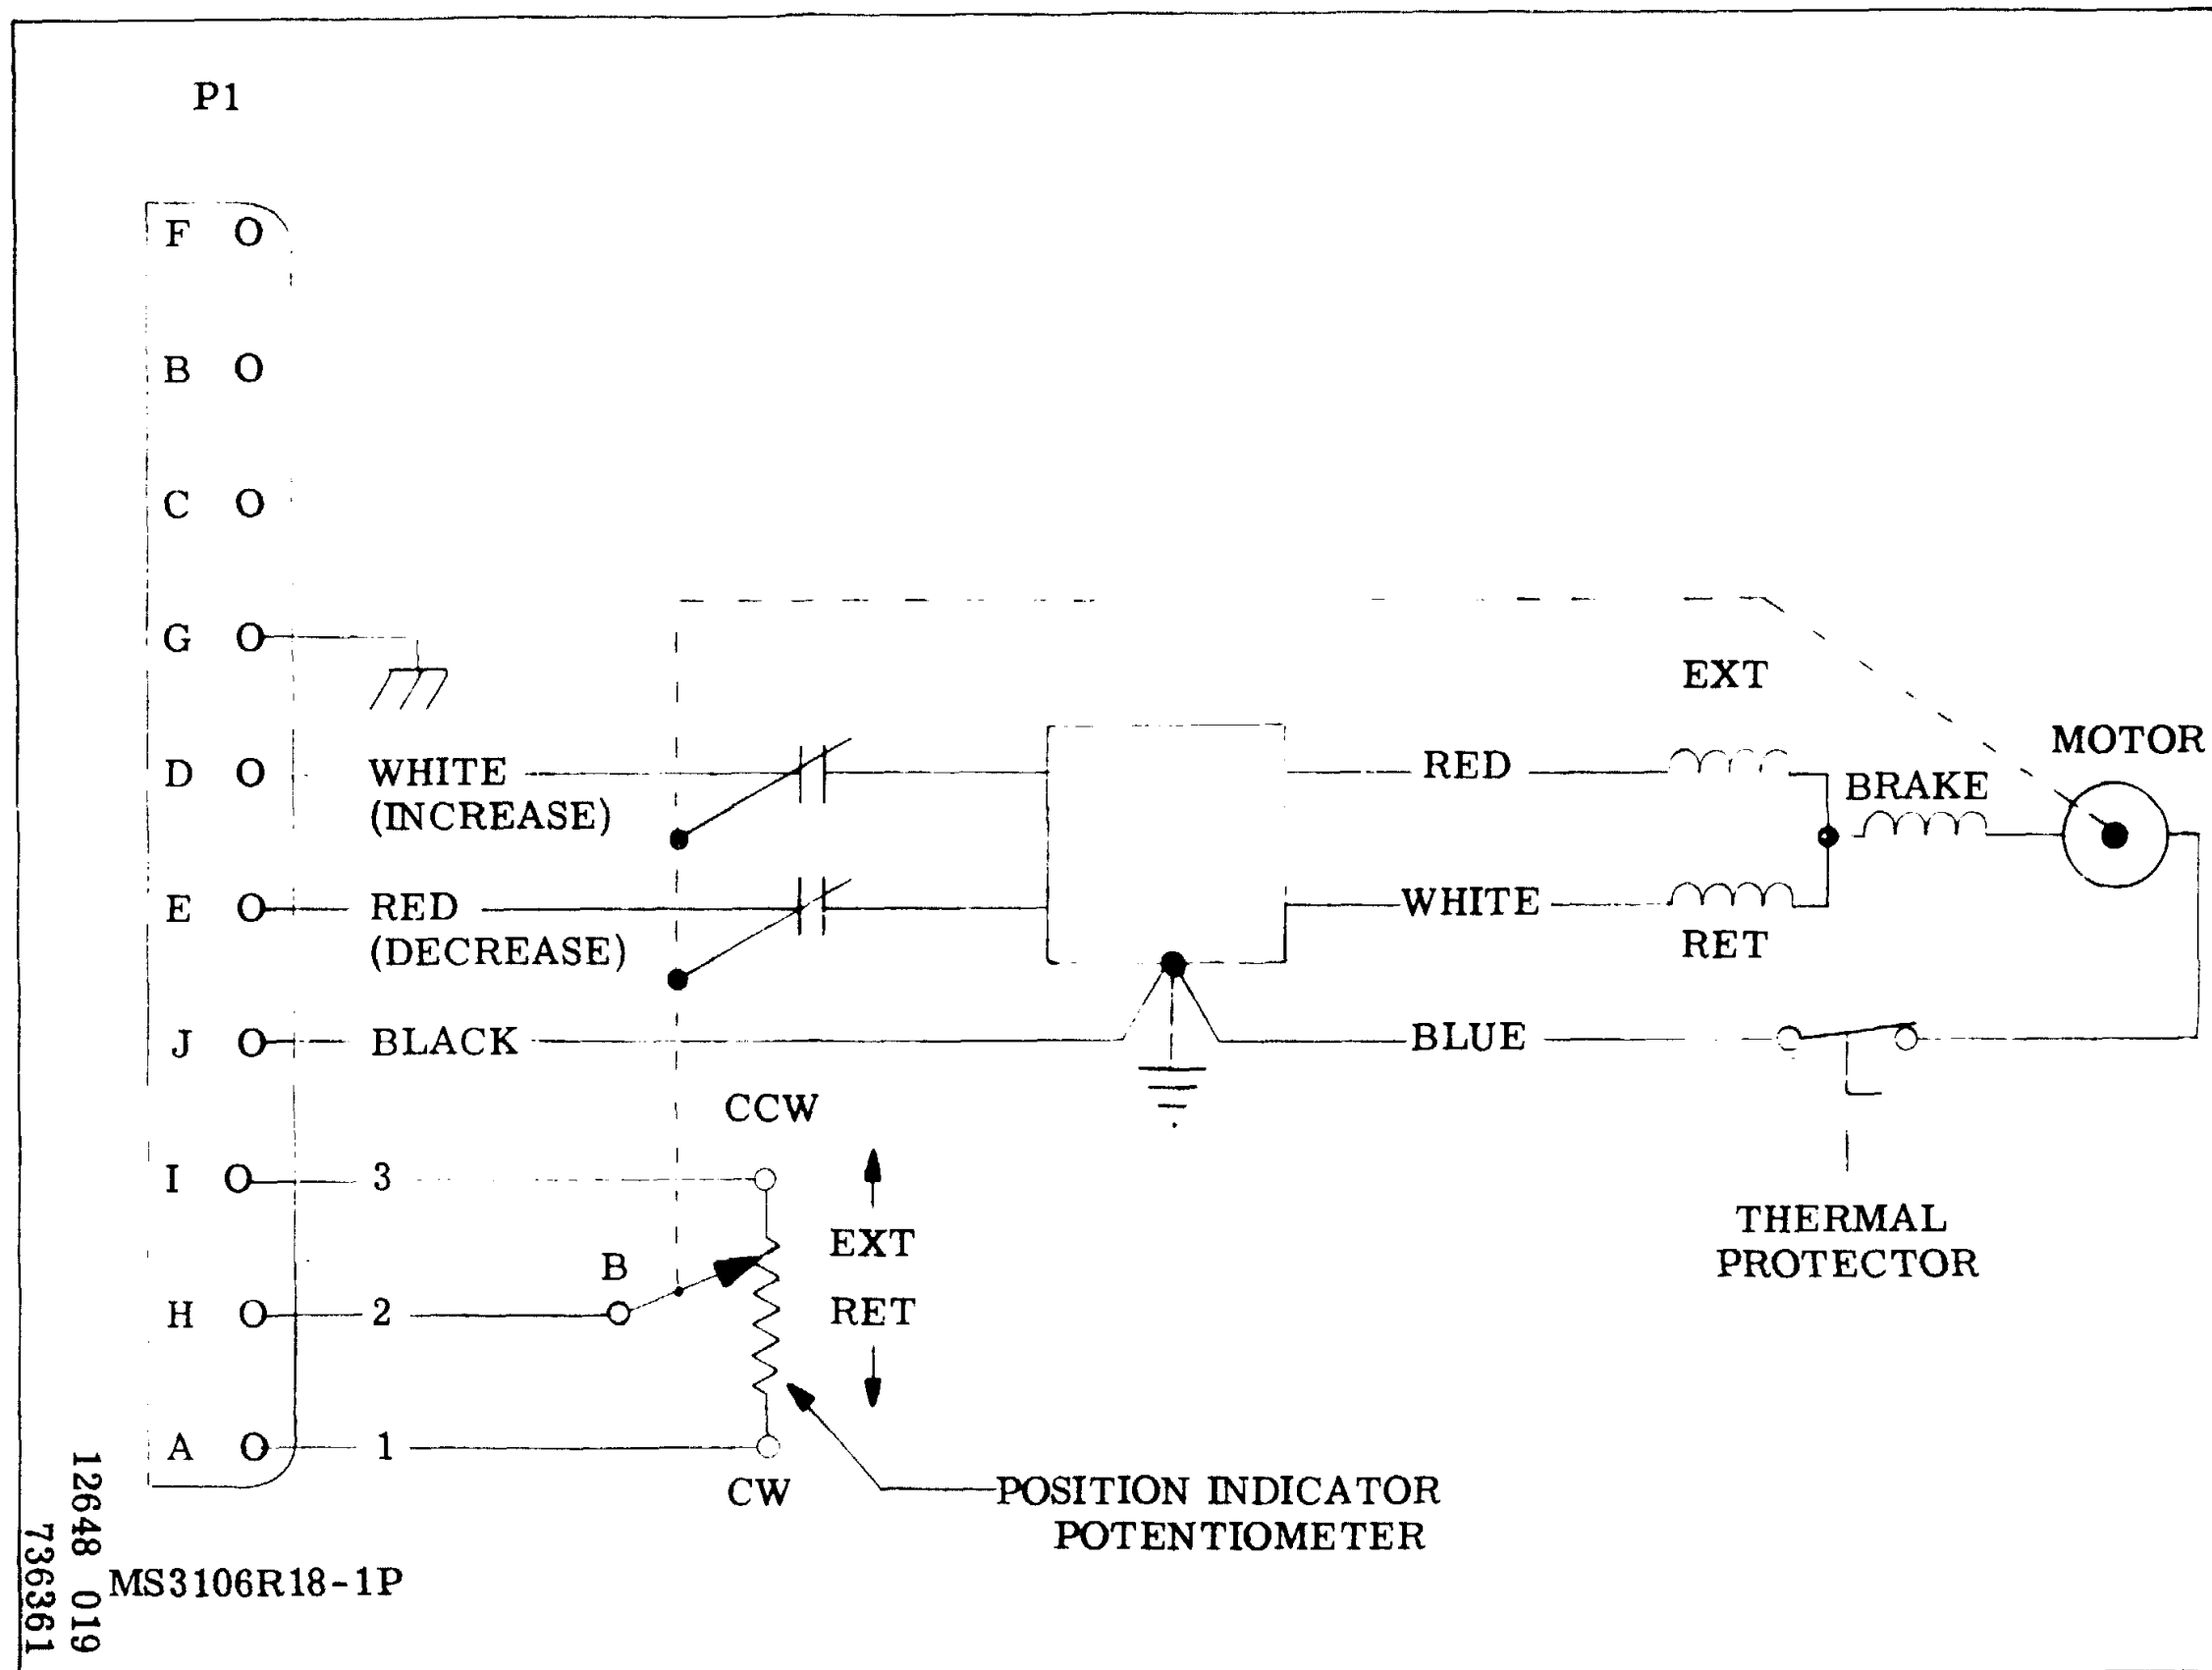 P1
F
B
C
G
EXT
MOTOR
D
WHITE
(INCREASE)
RED
BRAKE
E
RED
(DECREASE)
WHITE
RET
J
BLACK
BLUE
CCW
I
3
EXT
THERMAL
PROTECTOR
B
H
2
RET
A
1
CW
POSITION INDICATOR
POTENTIOMETER
MS3106R18-1P
12648 019
736361